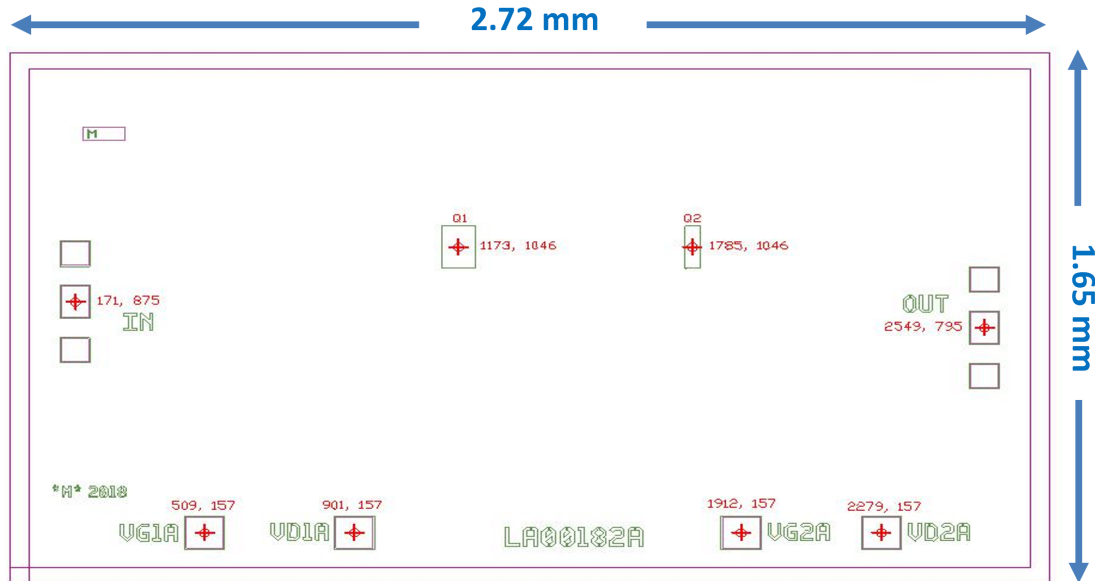 2.72 mm
M
Q1
Q2
1173, 1046
1785, 1046
171, 875
IN
OUT
2549, 795
1.65 mm
*M* 2018
509, 157
901, 157
1912, 157
2279, 157
VG1A
VD1A
LA00182A
VG2A
VD2A